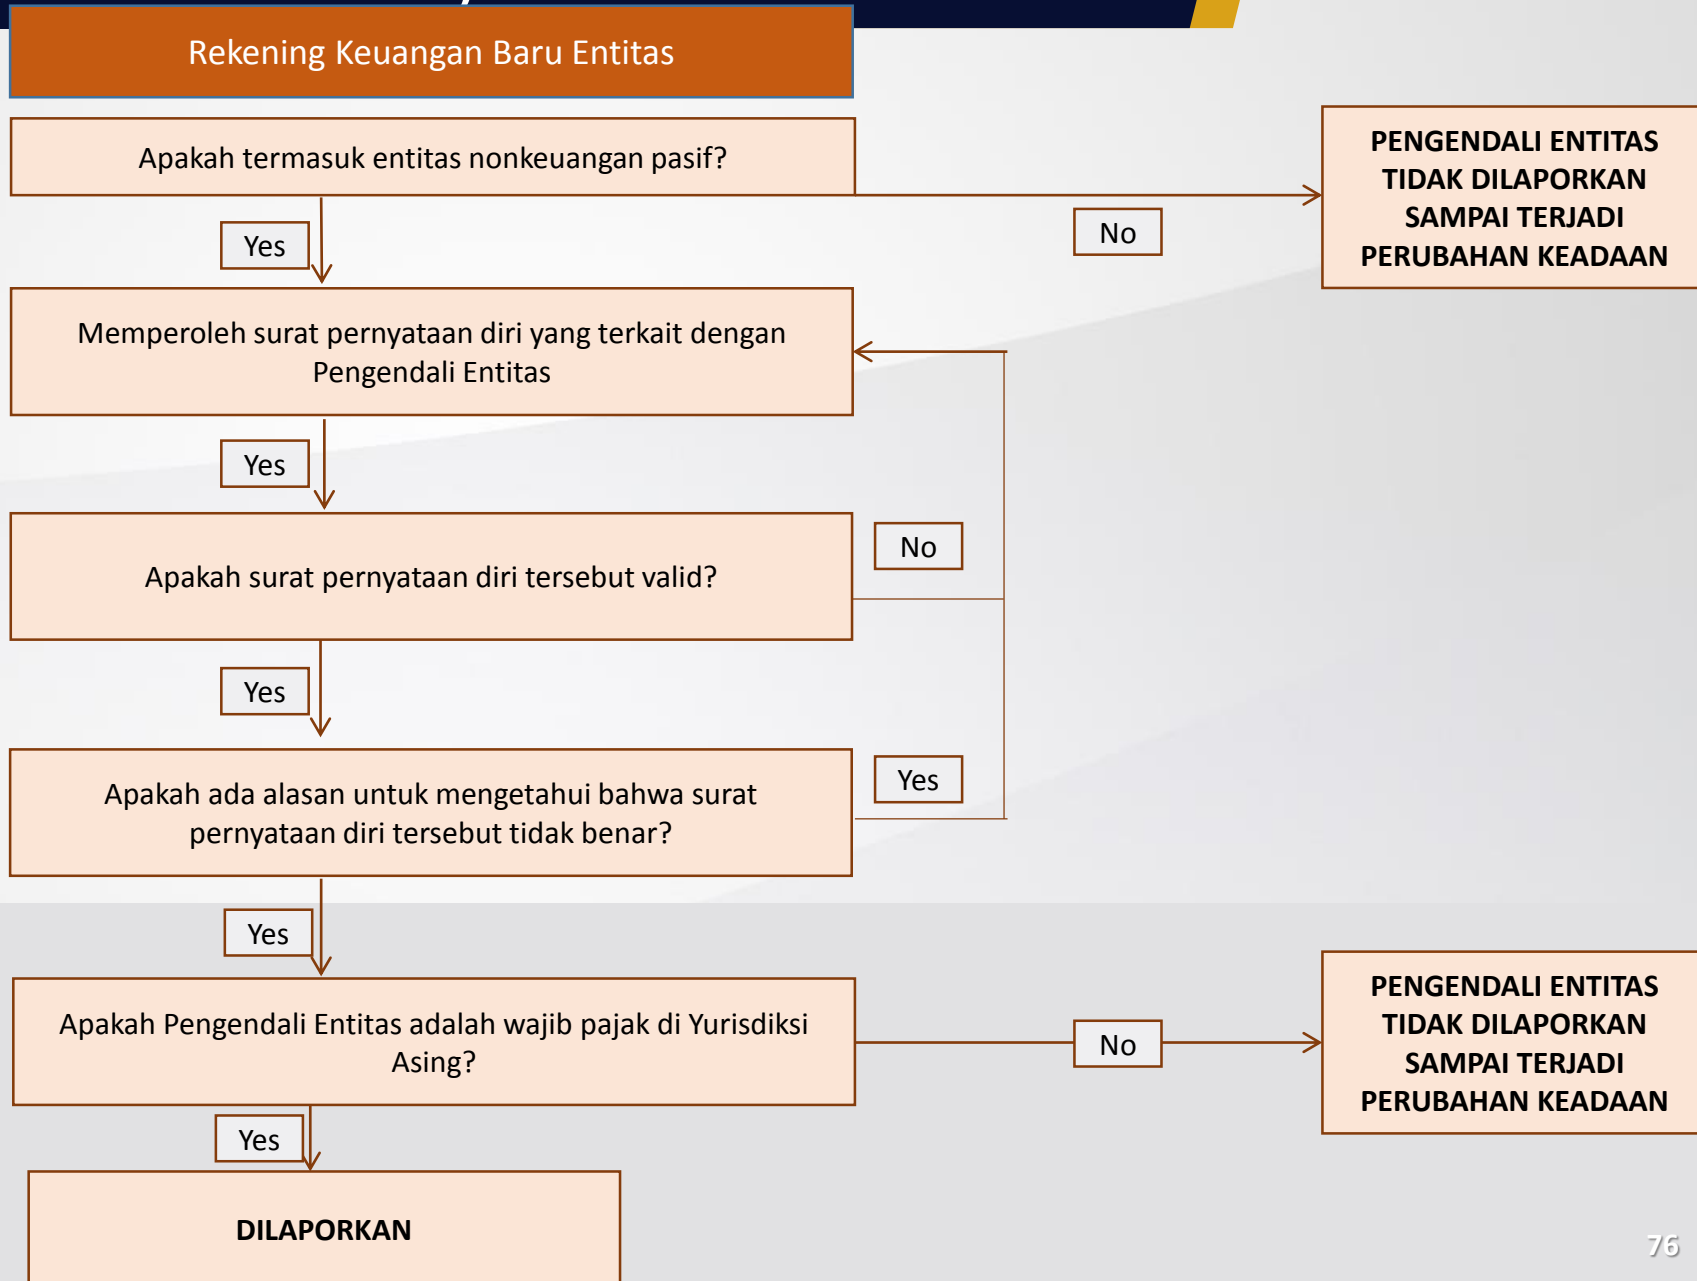 Rekening Keuangan Baru Entitas
Apakah termasuk entitas nonkeuangan pasif?
No
PENGENDALI ENTITAS
TIDAK DILAPORKAN
SAMPAI TERJADI
PERUBAHAN KEADAAN
Yes
Memperoleh surat pernyataan diri yang terkait dengan
Pengendali Entitas
Yes
Apakah surat pernyataan diri tersebut valid?
No
Yes
Apakah ada alasan untuk mengetahui bahwa surat
pernyataan diri tersebut tidak benar?
Yes
Yes
Apakah Pengendali Entitas adalah wajib pajak di Yurisdiksi
Asing?
No
PENGENDALI ENTITAS
TIDAK DILAPORKAN
SAMPAI TERJADI
PERUBAHAN KEADAAN
Yes
DILAPORKAN
76